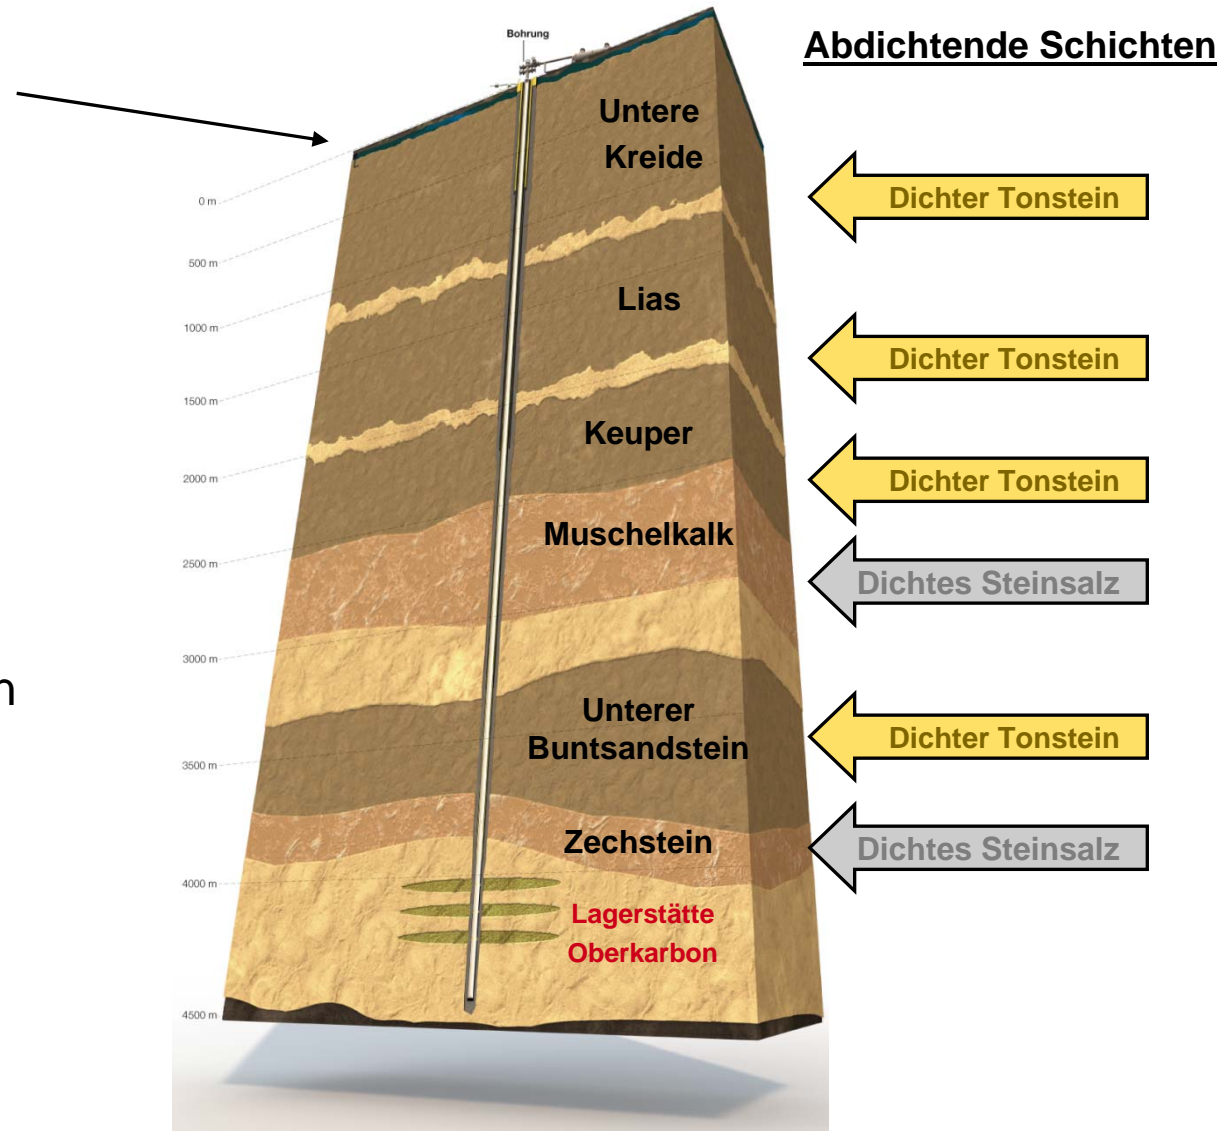 Bohrung
Abdichtende Schichten
Untere
Kreide
Dichter Tonstein
0 m
500 m
Lias
1000 m
Dichter Tonstein
1500 m
Keuper
2000 m
Dichter Tonstein
Muschelkalk
2500 m
Dichtes Steinsalz
3000 m
n
Unterer
Buntsandstein
Dichter Tonstein
3500 m
Zechstein
Dichtes Steinsalz
4000 m
Lagerstätte
Oberkarbon
4500 m